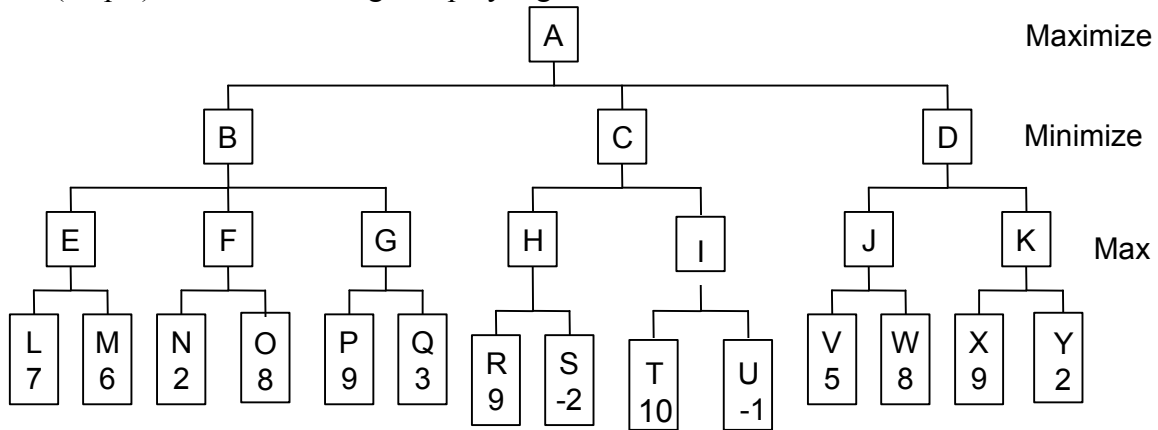 A Maximize
B C D Minimize
E F G H I J K Max
L M N O P Q R S T U V W X Y
7 6 2 8 9 3 9 -2 10 -1 5 8 9 2